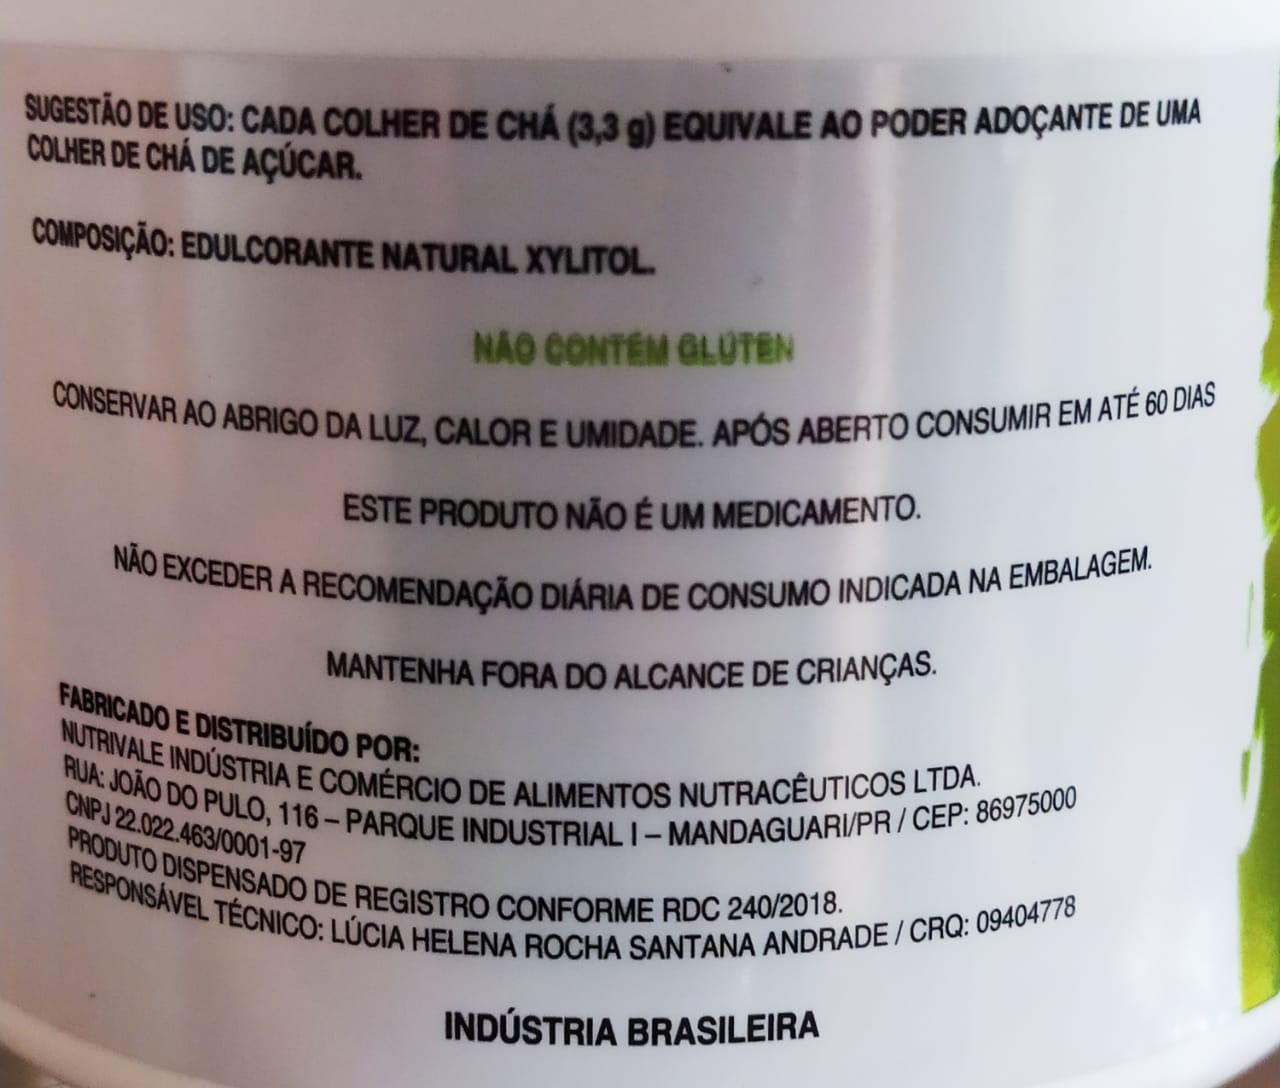 SUGESTÃO DE USO: CADA COLHER DE CHÁ (3,3 g) EQUIVALE AO PODER ADOÇANTE DE UMA
COLHER DE CHÁ DE AÇÚCAR.
COMPOSIÇÃO: EDULCORANTE NATURAL XYLITOL.
NÃO CONTÉM GLÚTEN
CONSERVAR AO ABRIGO DA LUZ, CALOR E UMIDADE. APÓS ABERTO CONSUMIR EM ATÉ 60 DIAS
ESTE PRODUTO NÃO É UM MEDICAMENTO.
NÃO EXCEDER A RECOMENDAÇÃO DIÁRIA DE CONSUMO INDICADA NA EMBALAGEM.
MANTENHA FORA DO ALCANCE DE CRIANÇAS.
FABRICADO E DISTRIBUÍDO POR:
NUTRIVALE INDÚSTRIA E COMÉRCIO DE ALIMENTOS NUTRACÊUTICOS LTDA.
RUA: JOÃO DO PULO, 116 – PARQUE INDUSTRIAL I – MANDAGUARI/PR / CEP: 86975000
CNPJ 22.022.463/0001-97
PRODUTO DISPENSADO DE REGISTRO CONFORME RDC 240/2018.
RESPONSÁVEL TÉCNICO: LÚCIA HELENA ROCHA SANTANA ANDRADE / CRQ: 09404778
INDÚSTRIA BRASILEIRA